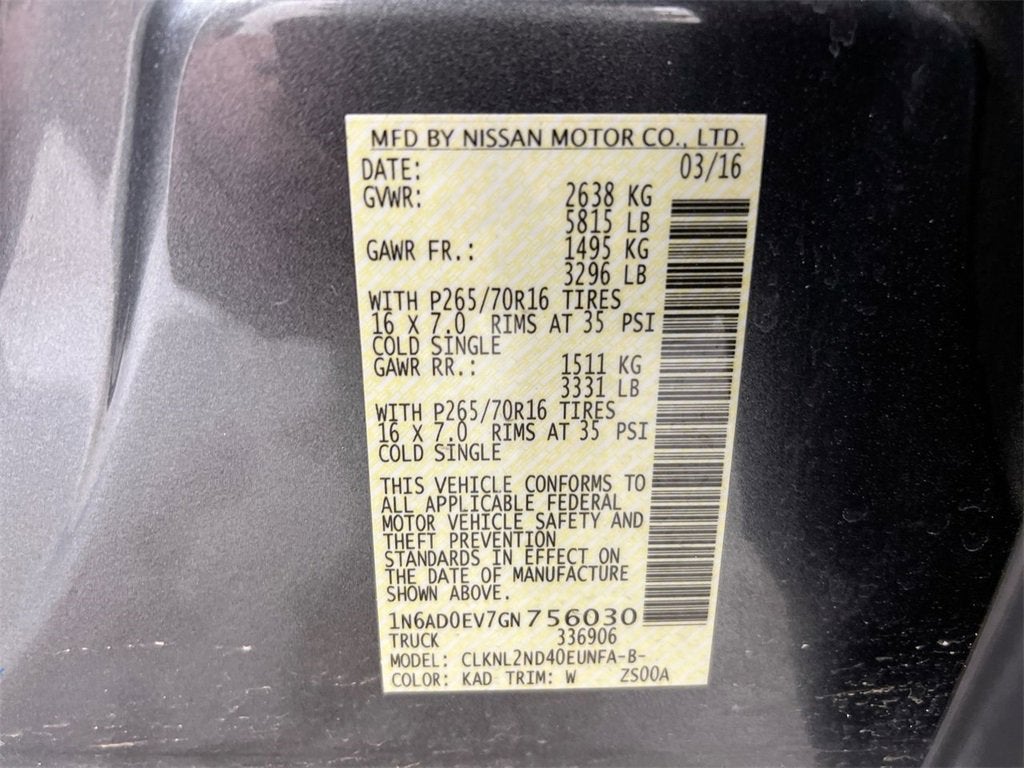 MFD BY NISSAN MOTOR CO., LTD.
DATE: 03/16
GVWR: 2638 KG
5815 LB
GAWR FR.: 1495 KG
3296 LB
WITH P265/70R16 TIRES
16 X 7.0 RIMS AT 35 PSI
COLD SINGLE
GAWR RR.: 1511 KG
3331 LB
WITH P265/70R16 TIRES
16 X 7.0 RIMS AT 35 PSI
COLD SINGLE
THIS VEHICLE CONFORMS TO
ALL APPLICABLE FEDERAL
MOTOR VEHICLE SAFETY AND
THEFT PREVENTION
STANDARDS IN EFFECT ON
THE DATE OF MANUFACTURE
SHOWN ABOVE.
1N6AD0EV7GN756030
TRUCK 336906
MODEL: CLKNL2ND40EUNFA-B-
COLOR: KAD TRIM: W ZS00A